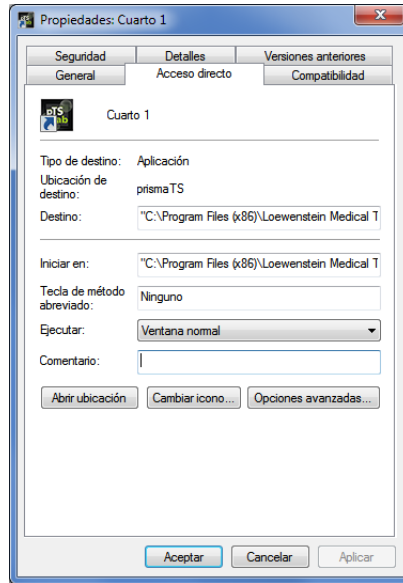 Propiedades: Cuarto 1
Seguridad Detalles Versiones anteriores
General Acceso directo Compatibilidad
pTS
ab
Cuarto 1
Tipo de destino: Aplicación
Ubicación de
destino: prismaTS
Destino: "C:\Program Files (x86)\Loewenstein Medical T
Iniciar en: "C:\Program Files (x86)\Loewenstein Medical T
Tecla de método
abreviado: Ninguno
Ejecutar: Ventana normal
Comentario:
Abrir ubicación Cambiar icono... Opciones avanzadas...
Aceptar Cancelar Aplicar